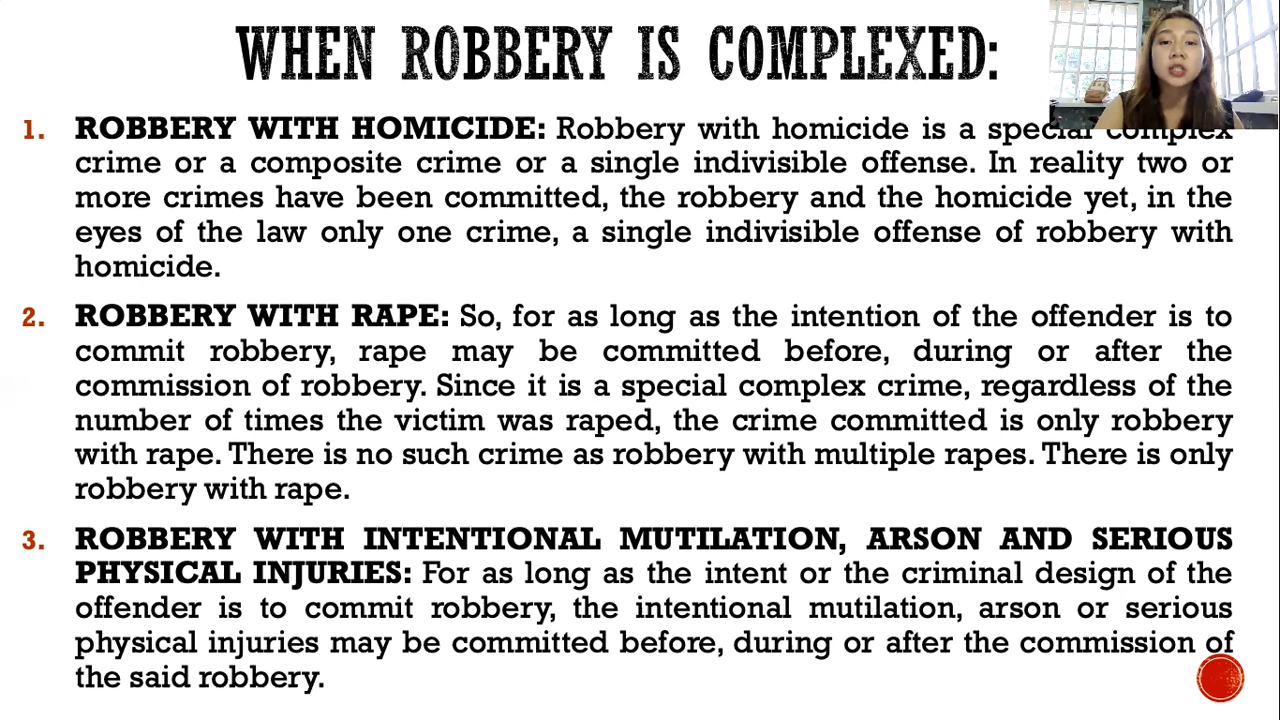 WHEN ROBBERY IS COMPLEXED:
1. ROBBERY WITH HOMICIDE: Robbery with homicide is a special complex
crime or a composite crime or a single indivisible offense. In reality two or
more crimes have been committed, the robbery and the homicide yet, in the
eyes of the law only one crime, a single indivisible offense of robbery with
homicide.
2. ROBBERY WITH RAPE: So, for as long as the intention of the offender is to
commit robbery, rape may be committed before, during or after the
commission of robbery. Since it is a special complex crime, regardless of the
number of times the victim was raped, the crime committed is only robbery
with rape. There is no such crime as robbery with multiple rapes. There is only
robbery with rape.
3. ROBBERY WITH INTENTIONAL MUTILATION, ARSON AND SERIOUS
PHYSICAL INJURIES: For as long as the intent or the criminal design of the
offender is to commit robbery, the intentional mutilation, arson or serious
physical injuries may be committed before, during or after the commission of
the said robbery.